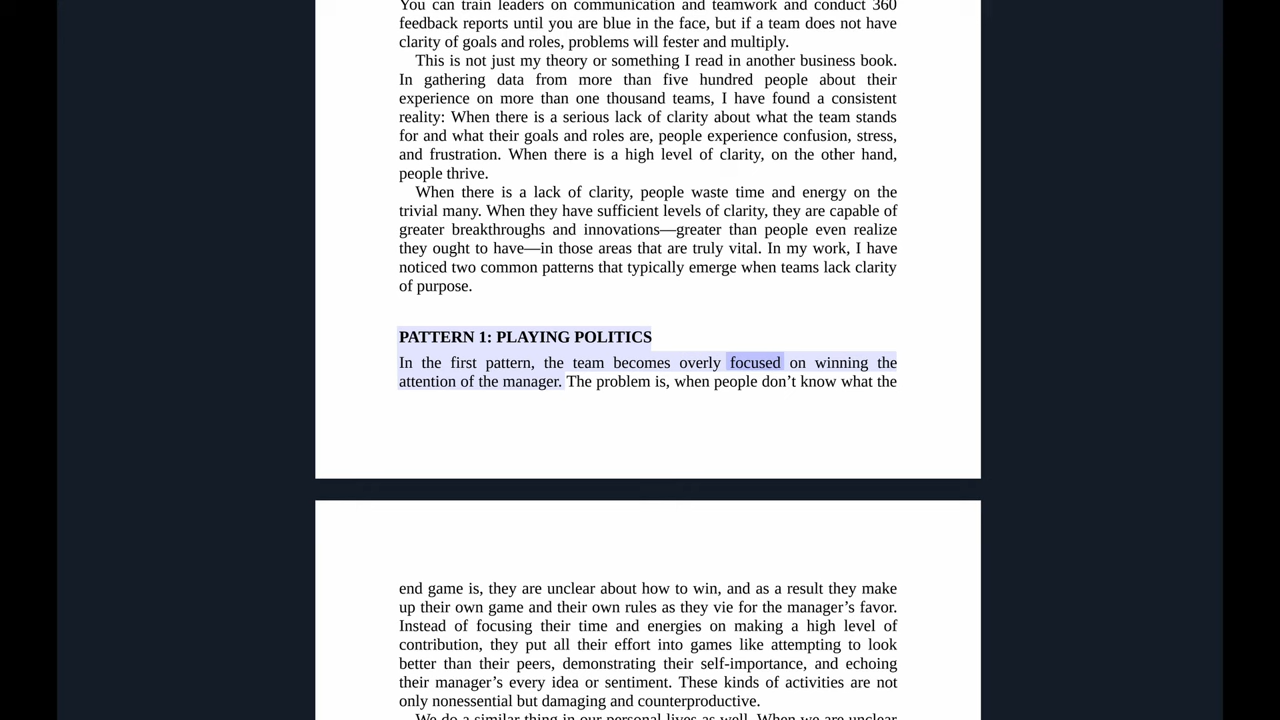 You can train leaders on communication and teamwork and conduct 360
feedback reports until you are blue in the face, but if a team does not have
clarity of goals and roles, problems will fester and multiply.
This is not just my theory or something I read in another business book.
In gathering data from more than five hundred people about their
experience on more than one thousand teams, I have found a consistent
reality: When there is a serious lack of clarity about what the team stands
for and what their goals and roles are, people experience confusion, stress,
and frustration. When there is a high level of clarity, on the other hand,
people thrive.
When there is a lack of clarity, people waste time and energy on the
trivial many. When they have sufficient levels of clarity, they are capable of
greater breakthroughs and innovations—greater than people even realize
they ought to have—in those areas that are truly vital. In my work, I have
noticed two common patterns that typically emerge when teams lack clarity
of purpose.
PATTERN 1: PLAYING POLITICS
In the first pattern, the team becomes overly focused on winning the
attention of the manager. The problem is, when people don’t know what the
end game is, they are unclear about how to win, and as a result they make
up their own game and their own rules as they vie for the manager’s favor.
Instead of focusing their time and energies on making a high level of
contribution, they put all their effort into games like attempting to look
better than their peers, demonstrating their self-importance, and echoing
their manager’s every idea or sentiment. These kinds of activities are not
only nonessential but damaging and counterproductive.
We do a similar thing in our personal lives as well. When we are unclear